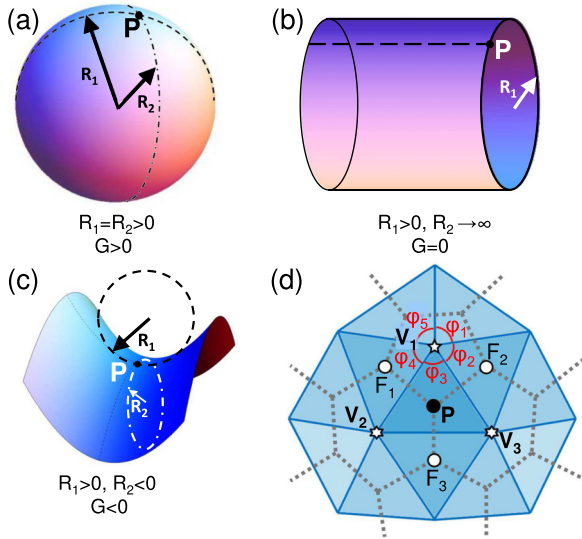 (a)
P
R₁
R₂
R₁=R₂>0
G>0
(b)
P
R₁
R₁>0, R₂→∞
G=0
(c)
R₁
P
R₂
R₁>0, R₂<0
G<0
(d)
φ₅ φ₁
V₁
φ₄ φ₂
φ₃
F₁ F₂
P
V₂ V₃
F₃